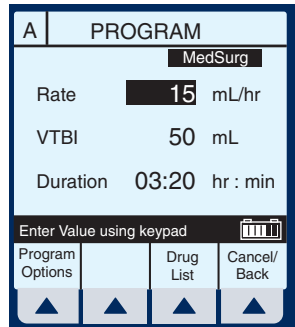 A PROGRAM
MedSurg
Rate 15 mL/hr
VTBI 50 mL
Duration 03:20 hr : min
Enter Value using keypad
Program Options Drug List Cancel/ Back